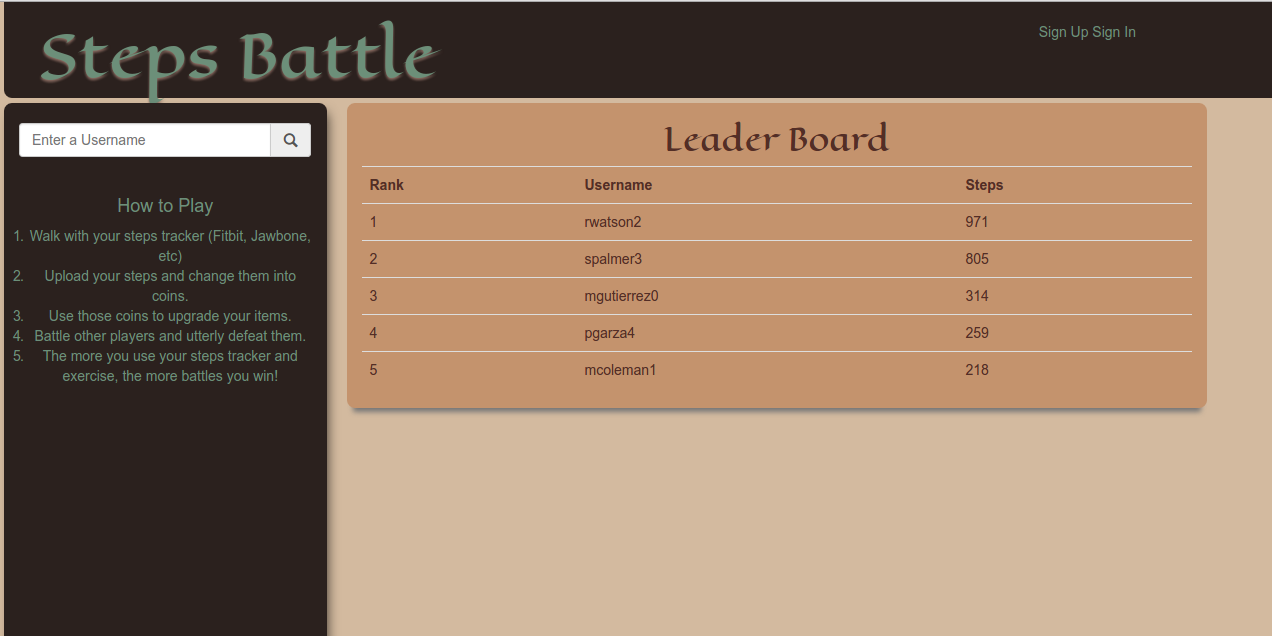 Steps Battle
Sign Up Sign In
Enter a Username
How to Play
1. Walk with your steps tracker (Fitbit, Jawbone,
etc)
2. Upload your steps and change them into
coins.
3. Use those coins to upgrade your items.
4. Battle other players and utterly defeat them.
5. The more you use your steps tracker and
exercise, the more battles you win!
Leader Board
Rank Username Steps
1 rwatson2 971
2 spalmer3 805
3 mgutierrez0 314
4 pgarza4 259
5 mcoleman1 218